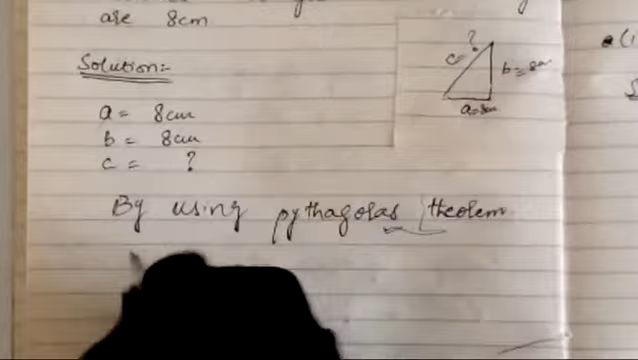 are 8cm
Solution:-
c = ?
b = 8cm
a = 8cm
a = 8cm
b = 8cm
c = ?
By using pythagoras theorem